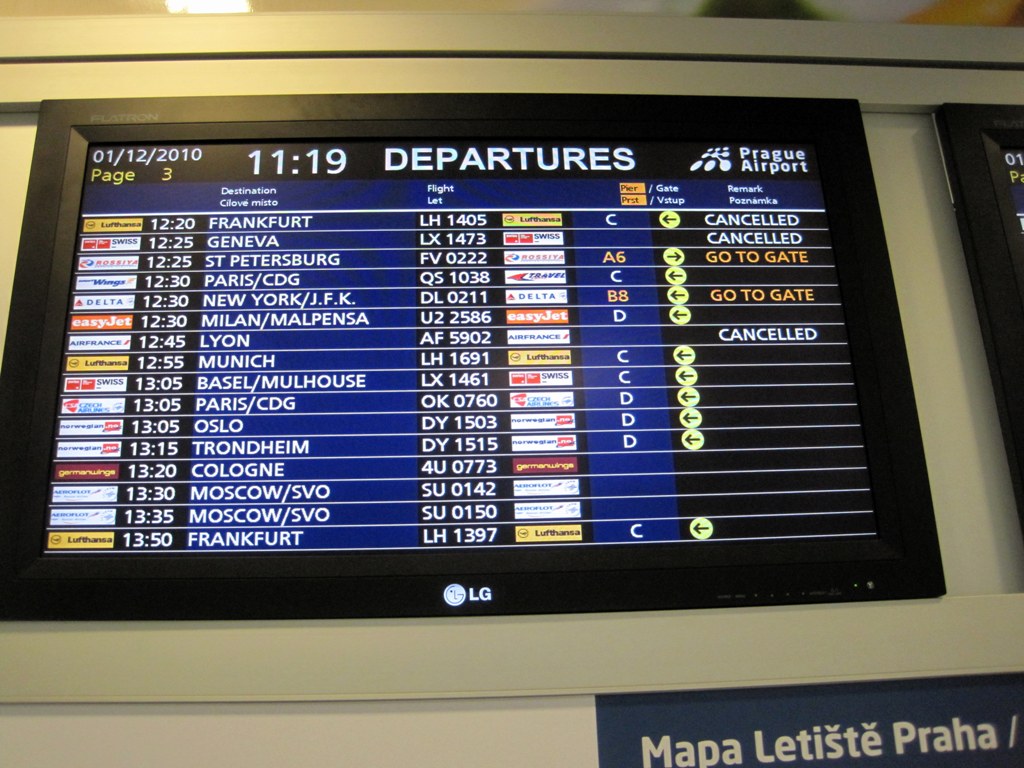 FLATRON
01/12/2010 11:19 DEPARTURES Prague Airport
Page 3
Destination Flight Pier / Gate Remark
Cílové místo Let Prst / Vstup Poznámka
Lufthansa 12:20 FRANKFURT LH 1405 Lufthansa C CANCELLED
SWISS 12:25 GENEVA LX 1473 SWISS CANCELLED
ROSSIYA 12:25 ST PETERSBURG FV 0222 ROSSIYA A6 GO TO GATE
Wings 12:30 PARIS/CDG QS 1038 TRAVEL C
DELTA 12:30 NEW YORK/J.F.K. DL 0211 DELTA B8 GO TO GATE
easyJet 12:30 MILAN/MALPENSA U2 2586 easyJet D
AIRFRANCE 12:45 LYON AF 5902 AIRFRANCE CANCELLED
Lufthansa 12:55 MUNICH LH 1691 Lufthansa C
SWISS 13:05 BASEL/MULHOUSE LX 1461 SWISS C
CZECH AIRLINES 13:05 PARIS/CDG OK 0760 CZECH AIRLINES D
norwegian 13:05 OSLO DY 1503 norwegian D
norwegian 13:15 TRONDHEIM DY 1515 norwegian D
germanwings 13:20 COLOGNE 4U 0773 germanwings
AEROFLOT 13:30 MOSCOW/SVO SU 0142 AEROFLOT
AEROFLOT 13:35 MOSCOW/SVO SU 0150 AEROFLOT
Lufthansa 13:50 FRANKFURT LH 1397 Lufthansa C
LG
01
Pa
Mapa Letiště Praha /